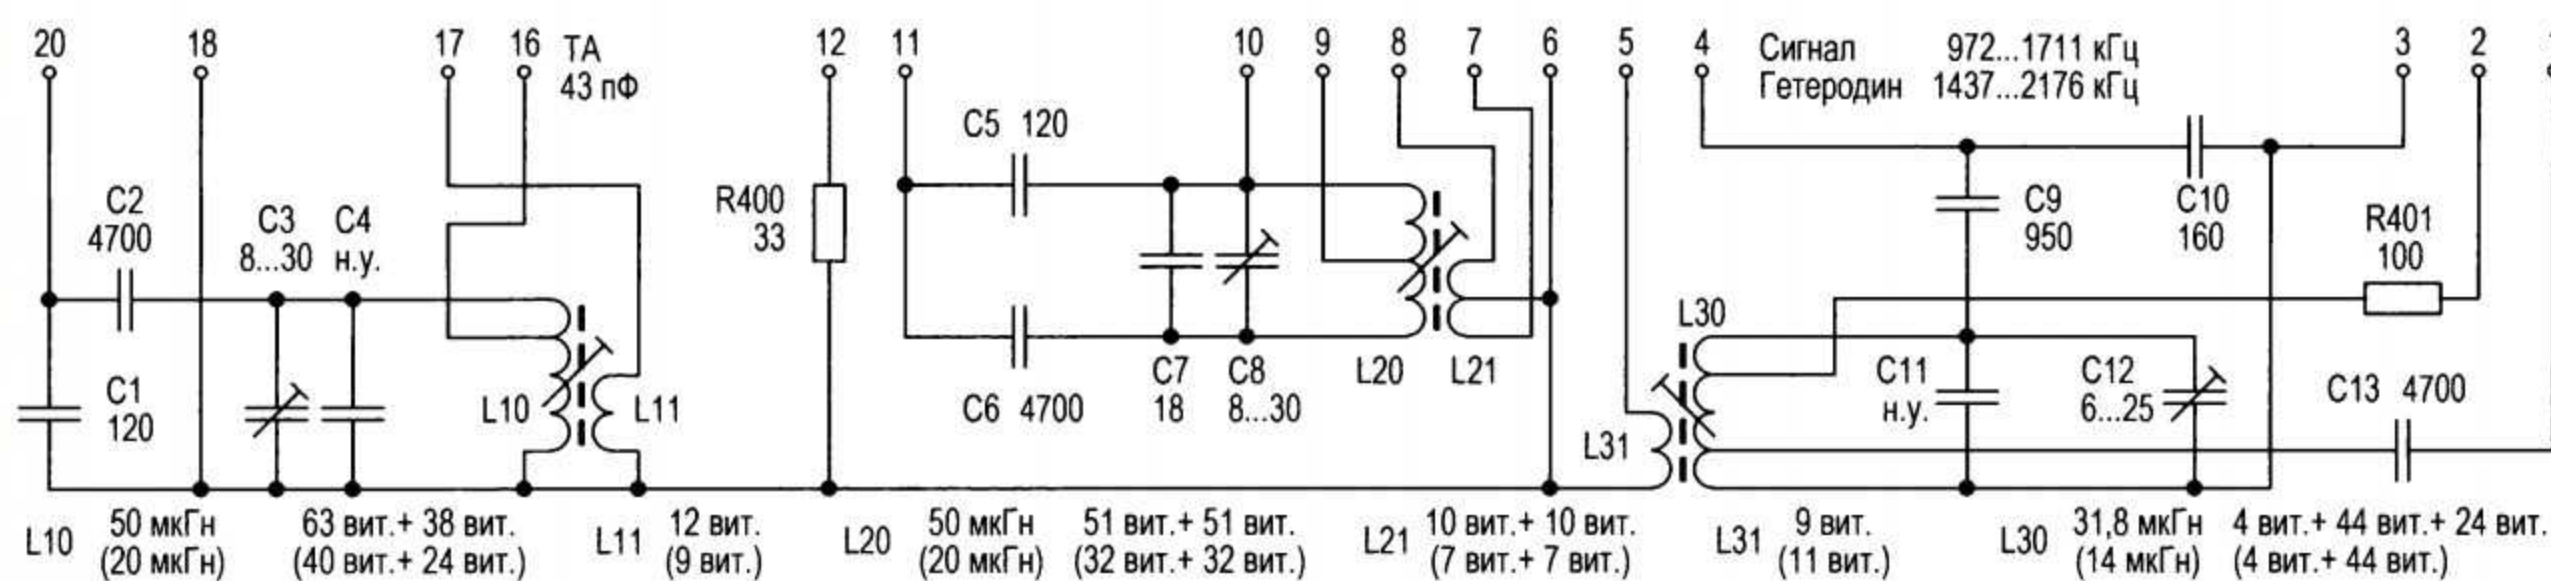 20 18 17 16 ТА 12 11 10 9 8 7 6 5 4 Сигнал 972...1711 кГц 3 2
43 пФ Гетеродин 1437...2176 кГц
C5 120
C2
4700
C3
8...30
C4
н.у.
R400
33
C9
950
C10
160
R401
100
C1
120
L10
L11
C6 4700
C7
18
C8
8...30
L20
L21
L30
L31
C11
н.у.
C12
6...25
C13 4700
L10 50 мкГн 63 вит.+ 38 вит.
(20 мкГн) (40 вит.+ 24 вит.)
L11 12 вит.
(9 вит.)
L20 50 мкГн 51 вит.+ 51 вит.
(20 мкГн) (32 вит.+ 32 вит.)
L21 10 вит.+ 10 вит.
(7 вит.+ 7 вит.)
L31 9 вит.
(11 вит.)
L30 31,8 мкГн 4 вит.+ 44 вит.+ 24 вит.
(14 мкГн) (4 вит.+ 44 вит.)